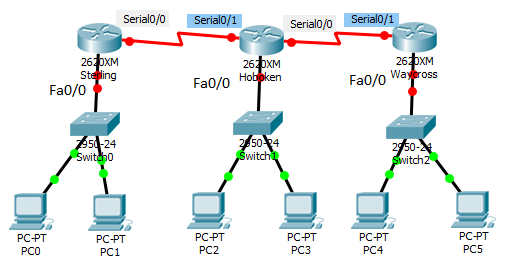 Serial0/0
Serial0/1
Serial0/0
Serial0/1
2620XM
Sterling
2620XM
Hoboken
2620XM
Waycross
Fa0/0
Fa0/0
Fa0/0
2950-24
Switch0
2950-24
Switch1
2950-24
Switch2
PC-PT
PC0
PC-PT
PC1
PC-PT
PC2
PC-PT
PC3
PC-PT
PC4
PC-PT
PC5